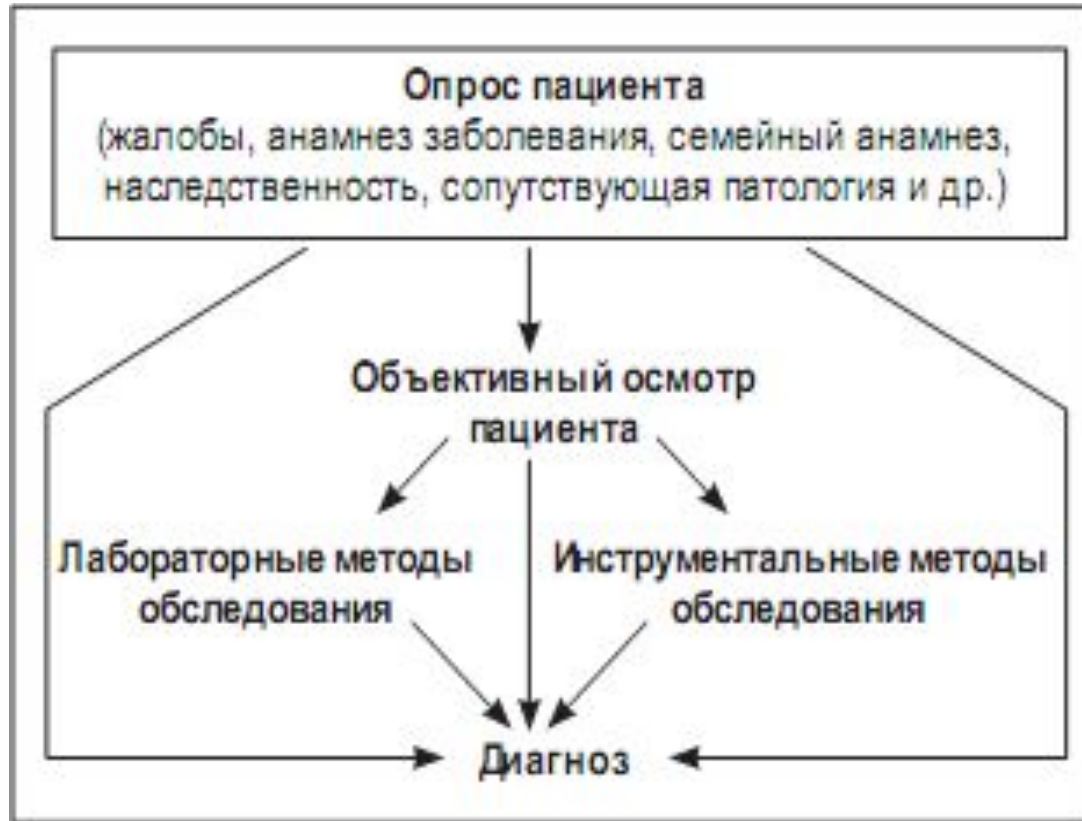 Опрос пациента
(жалобы, анамнез заболевания, семейный анамнез,
наследственность, сопутствующая патология и др.)
Объективный осмотр
пациента
Лабораторные методы
обследования
Инструментальные методы
обследования
Диагноз